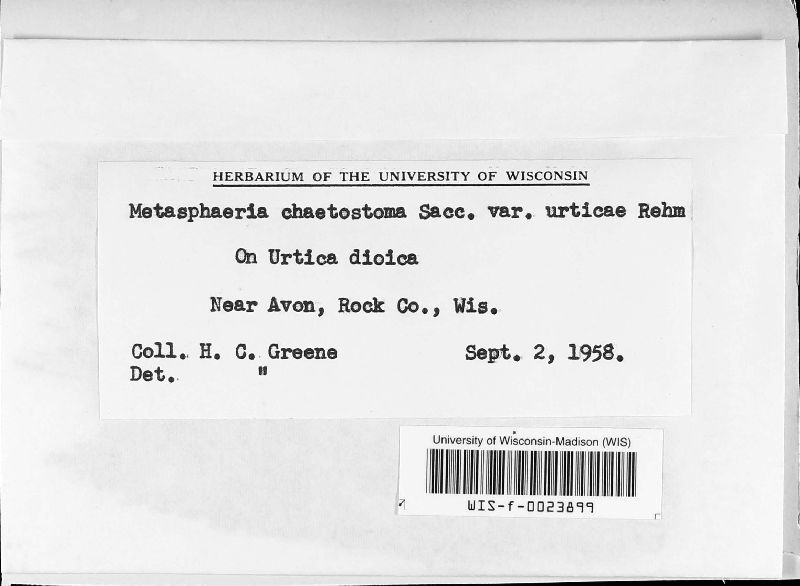 HERBARIUM OF THE UNIVERSITY OF WISCONSIN
Metasphaeria chaetostoma Sacc. var. urticae Rehm
On Urtica dioica
Near Avon, Rock Co., Wis.
Coll. H. C. Greene Sept. 2, 1958.
Det. "
University of Wisconsin-Madison (WIS)
WIS-f-0023899